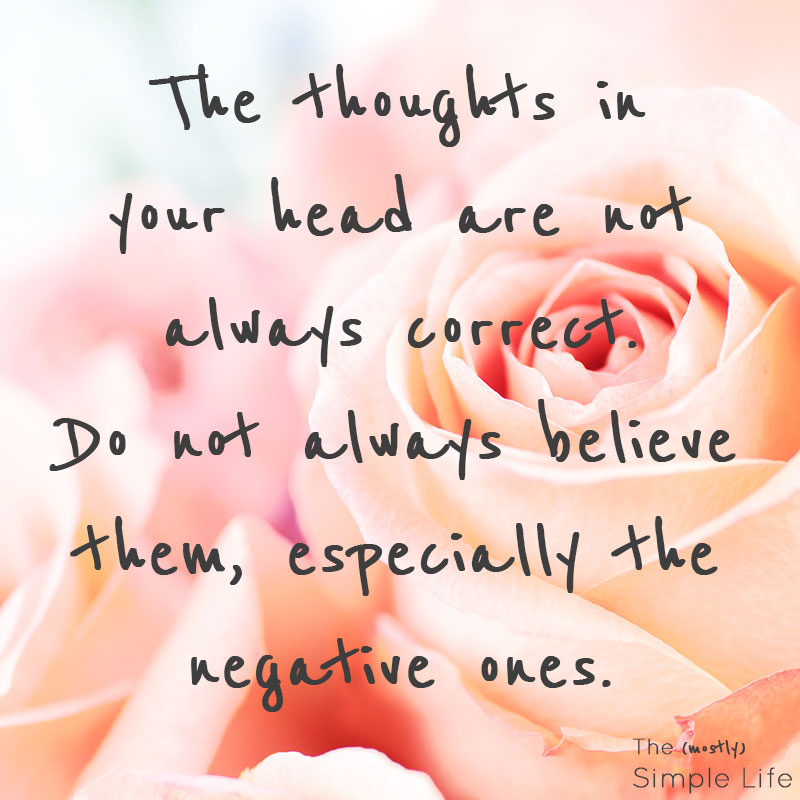 The thoughts in
your head are not
always correct.
Do not always believe
them, especially the
negative ones.
The (mostly)
Simple Life